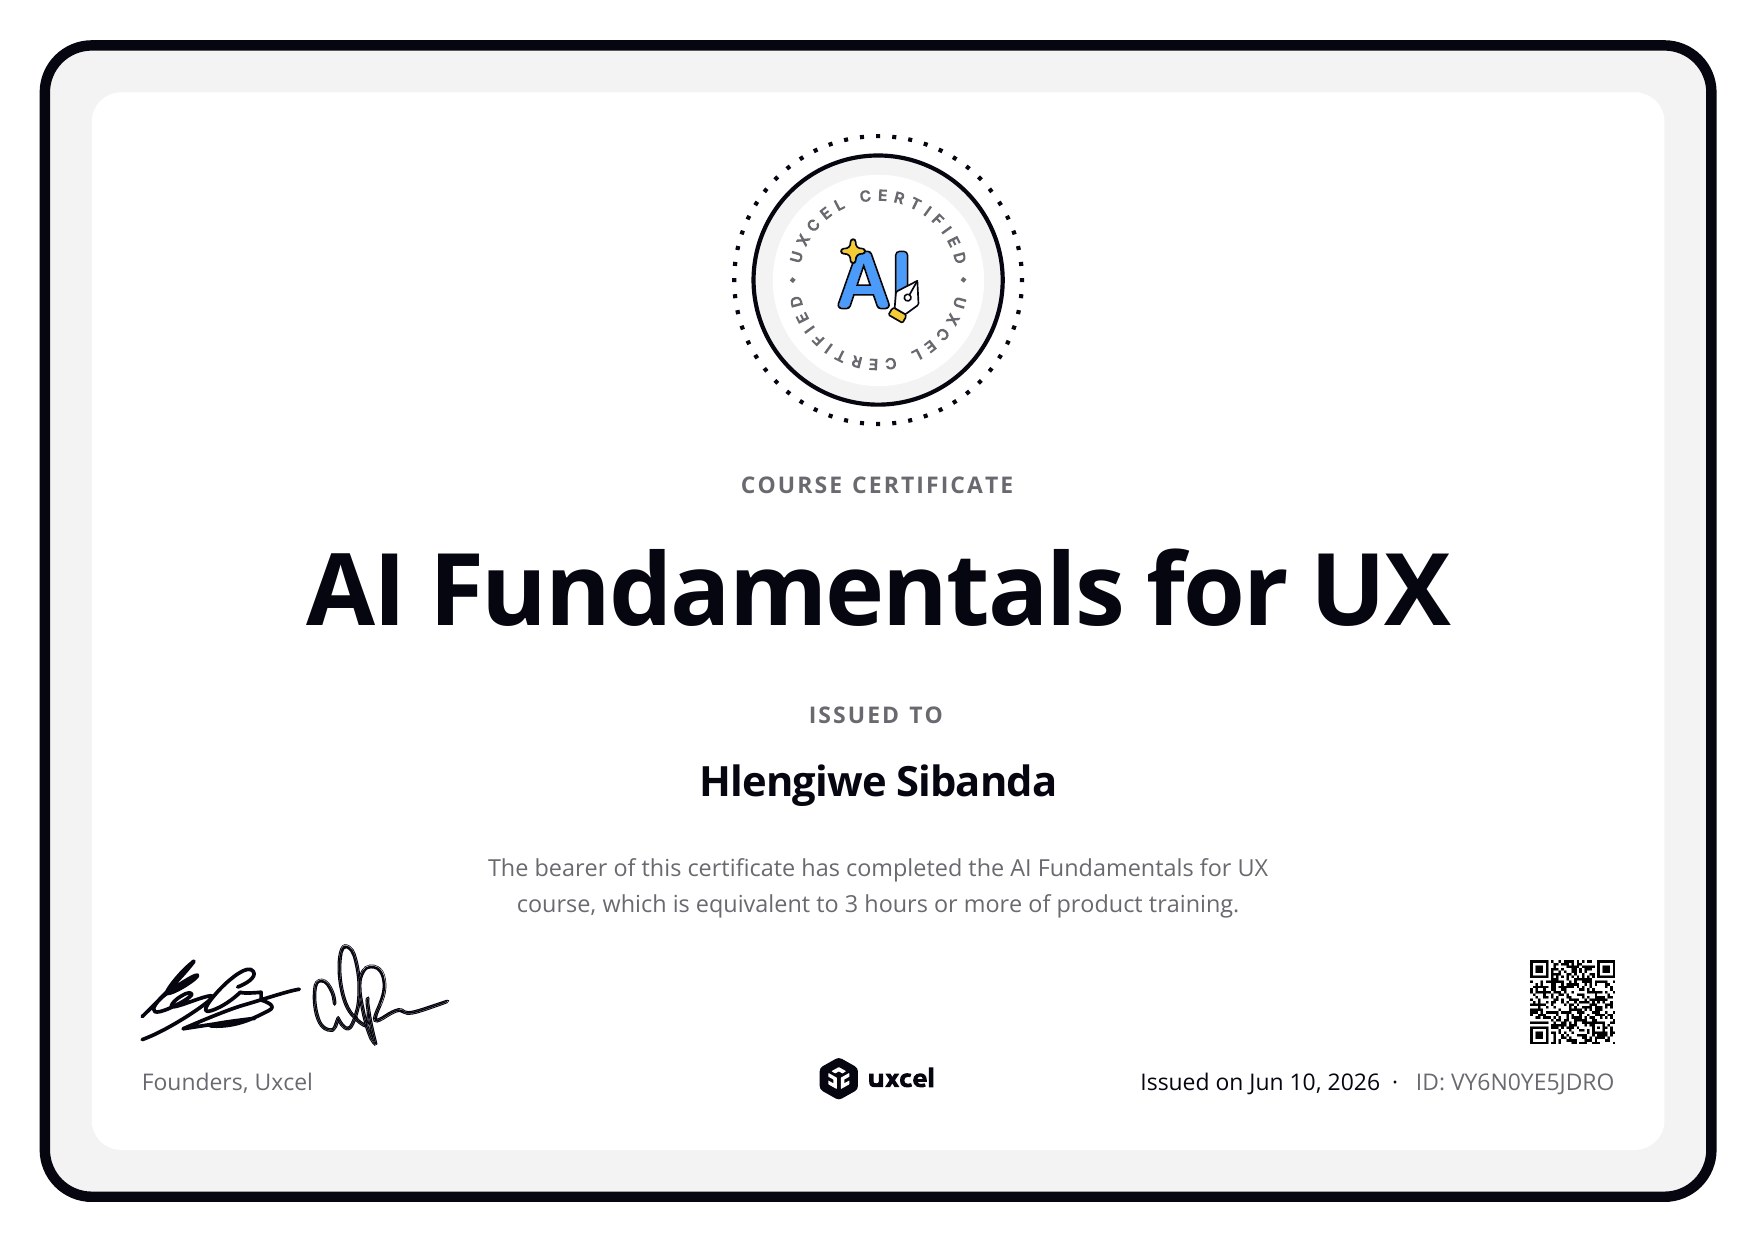 UXCEL CERTIFIED • UXCEL CERTIFIED •
AI
COURSE CERTIFICATE
AI Fundamentals for UX
ISSUED TO
Hlengiwe Sibanda
The bearer of this certificate has completed the AI Fundamentals for UX
course, which is equivalent to 3 hours or more of product training.
Founders, Uxcel
uxcel
Issued on Jun 10, 2026 · ID: VY6N0YE5JDRO